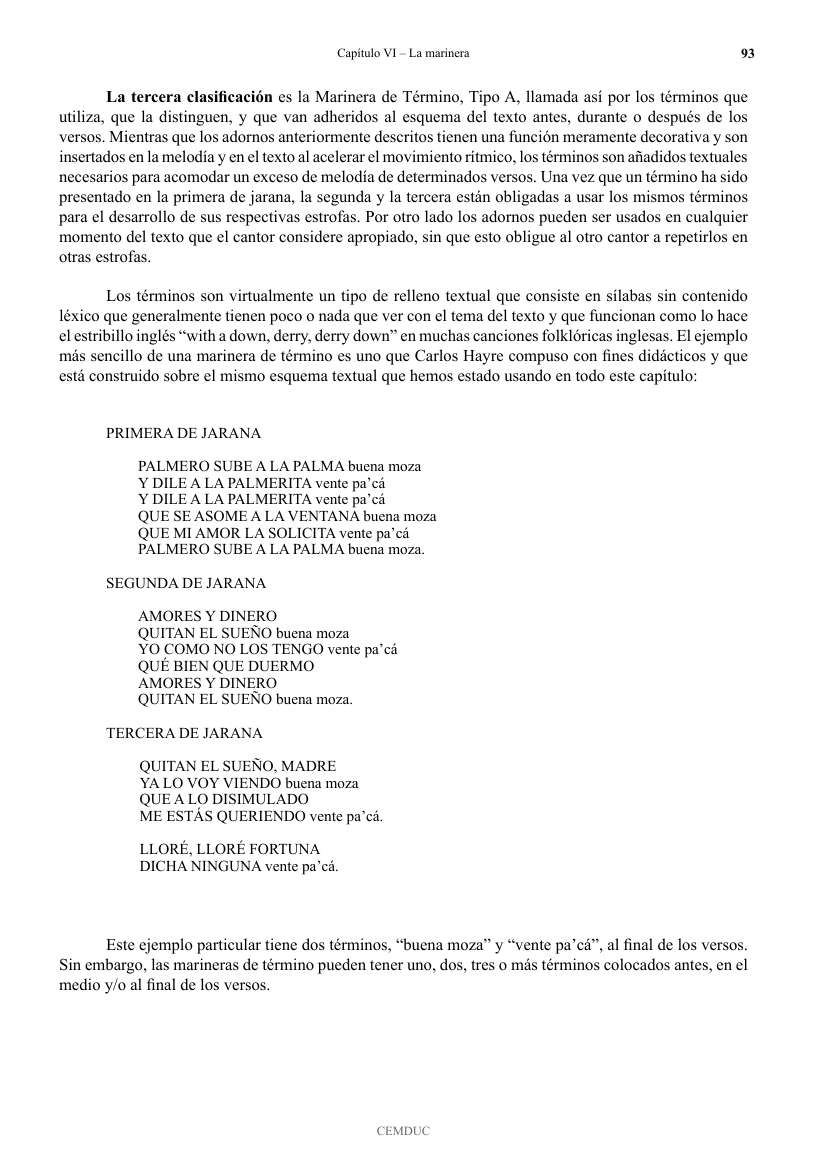 Capítulo VI – La marinera
93
La tercera clasificación es la Marinera de Término, Tipo A, llamada así por los términos que
utiliza, que la distinguen, y que van adheridos al esquema del texto antes, durante o después de los
versos. Mientras que los adornos anteriormente descritos tienen una función meramente decorativa y son
insertados en la melodía y en el texto al acelerar el movimiento rítmico, los términos son añadidos textuales
necesarios para acomodar un exceso de melodía de determinados versos. Una vez que un término ha sido
presentado en la primera de jarana, la segunda y la tercera están obligadas a usar los mismos términos
para el desarrollo de sus respectivas estrofas. Por otro lado los adornos pueden ser usados en cualquier
momento del texto que el cantor considere apropiado, sin que esto obligue al otro cantor a repetirlos en
otras estrofas.
Los términos son virtualmente un tipo de relleno textual que consiste en sílabas sin contenido
léxico que generalmente tienen poco o nada que ver con el tema del texto y que funcionan como lo hace
el estribillo inglés “with a down, derry, derry down” en muchas canciones folklóricas inglesas. El ejemplo
más sencillo de una marinera de término es uno que Carlos Hayre compuso con fines didácticos y que
está construido sobre el mismo esquema textual que hemos estado usando en todo este capítulo:
PRIMERA DE JARANA
PALMERO SUBE A LA PALMA buena moza
Y DILE A LA PALMERITA vente pa’cá
Y DILE A LA PALMERITA vente pa’cá
QUE SE ASOME A LA VENTANA buena moza
QUE MI AMOR LA SOLICITA vente pa’cá
PALMERO SUBE A LA PALMA buena moza.
SEGUNDA DE JARANA
AMORES Y DINERO
QUITAN EL SUEÑO buena moza
YO COMO NO LOS TENGO vente pa’cá
QUÉ BIEN QUE DUERMO
AMORES Y DINERO
QUITAN EL SUEÑO buena moza.
TERCERA DE JARANA
QUITAN EL SUEÑO, MADRE
YA LO VOY VIENDO buena moza
QUE A LO DISIMULADO
ME ESTÁS QUERIENDO vente pa’cá.
LLORÉ, LLORÉ FORTUNA
DICHA NINGUNA vente pa’cá.
Este ejemplo particular tiene dos términos, “buena moza” y “vente pa’cá”, al final de los versos.
Sin embargo, las marineras de término pueden tener uno, dos, tres o más términos colocados antes, en el
medio y/o al final de los versos.
CEMDUC